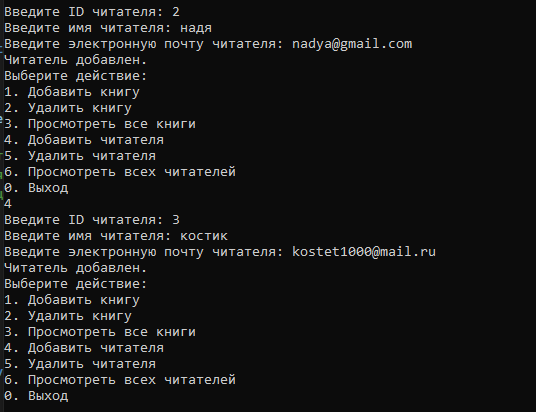 Введите ID читателя: 2
Введите имя читателя: надя
Введите электронную почту читателя: nadya@gmail.com
Читатель добавлен.
Выберите действие:
1. Добавить книгу
2. Удалить книгу
3. Просмотреть все книги
4. Добавить читателя
5. Удалить читателя
6. Просмотреть всех читателей
0. Выход
4
Введите ID читателя: 3
Введите имя читателя: костик
Введите электронную почту читателя: kostet1000@mail.ru
Читатель добавлен.
Выберите действие:
1. Добавить книгу
2. Удалить книгу
3. Просмотреть все книги
4. Добавить читателя
5. Удалить читателя
6. Просмотреть всех читателей
0. Выход